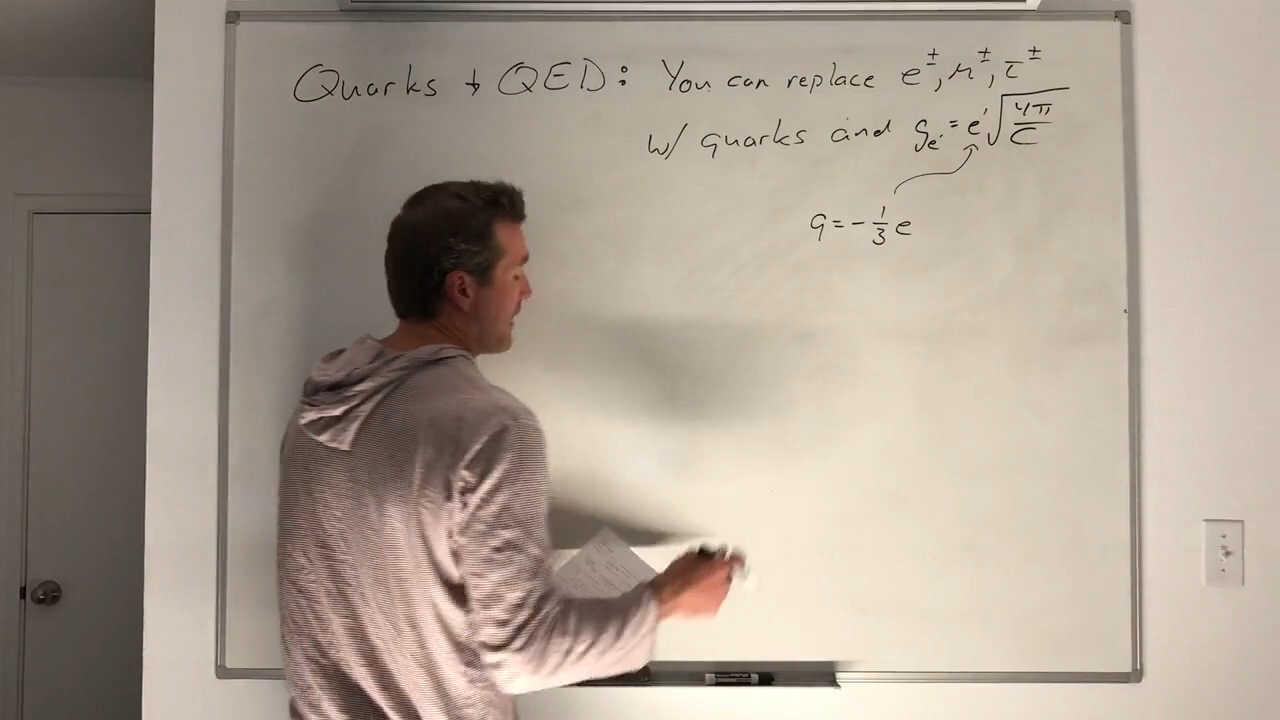 Quarks + QED: You can replace e^±, μ^±, τ^±
w/ quarks and g_e' = e' √(4π/C)
q = -1/3 e